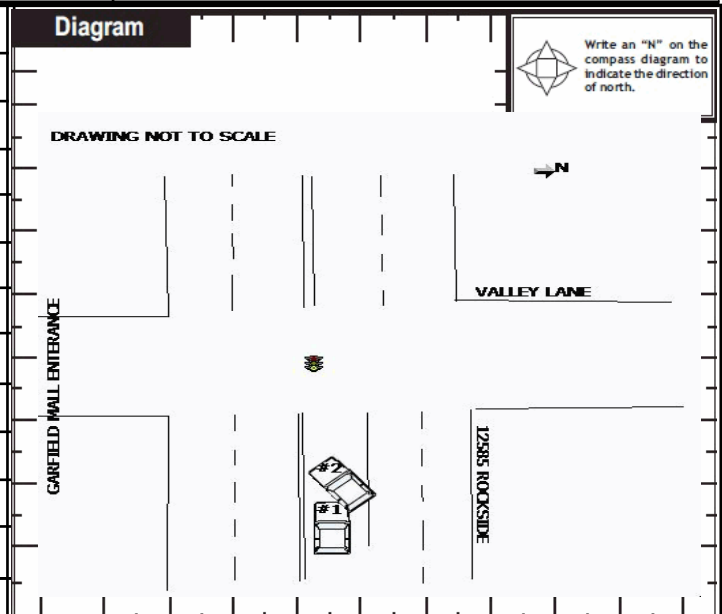 Diagram
Write an "N" on the
compass diagram to
indicate the direction
of north.
DRAWING NOT TO SCALE
N
VALLEY LANE
GARFIELD MALL ENTERANCE
#2
#1
12585 ROCKSIDE